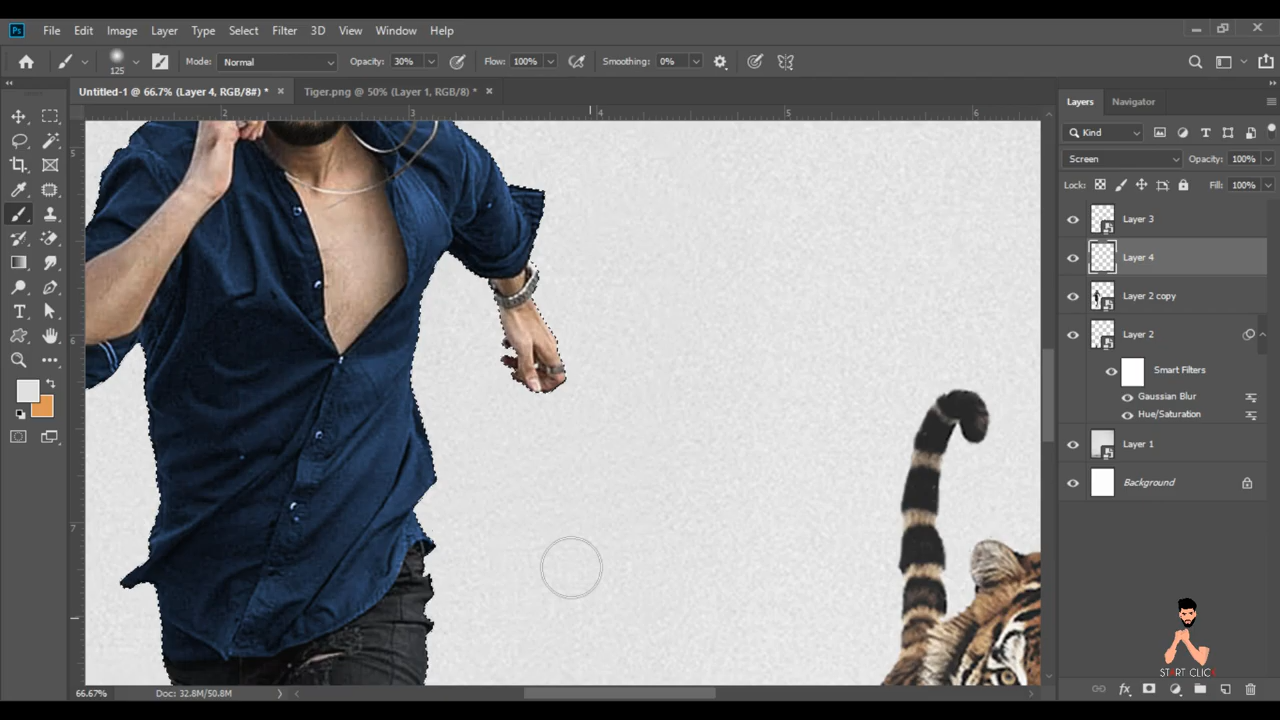 Ps File Edit Image Layer Type Select Filter 3D View Window Help
125 Mode: Normal Opacity: 30% Flow: 100% Smoothing: 0%
Untitled-1 @ 66.7% (Layer 4, RGB/8#) * Tiger.png @ 50% (Layer 1, RGB/8) *
2 3 4 5 6
5
6
7
Layers Navigator
Kind
Screen Opacity: 100%
Lock: Fill: 100%
Layer 3
Layer 4
Layer 2 copy
Layer 2
Smart Filters
Gaussian Blur
Hue/Saturation
Layer 1
Background
START CLICK
66.67% Doc: 32.8M/50.8M
fx